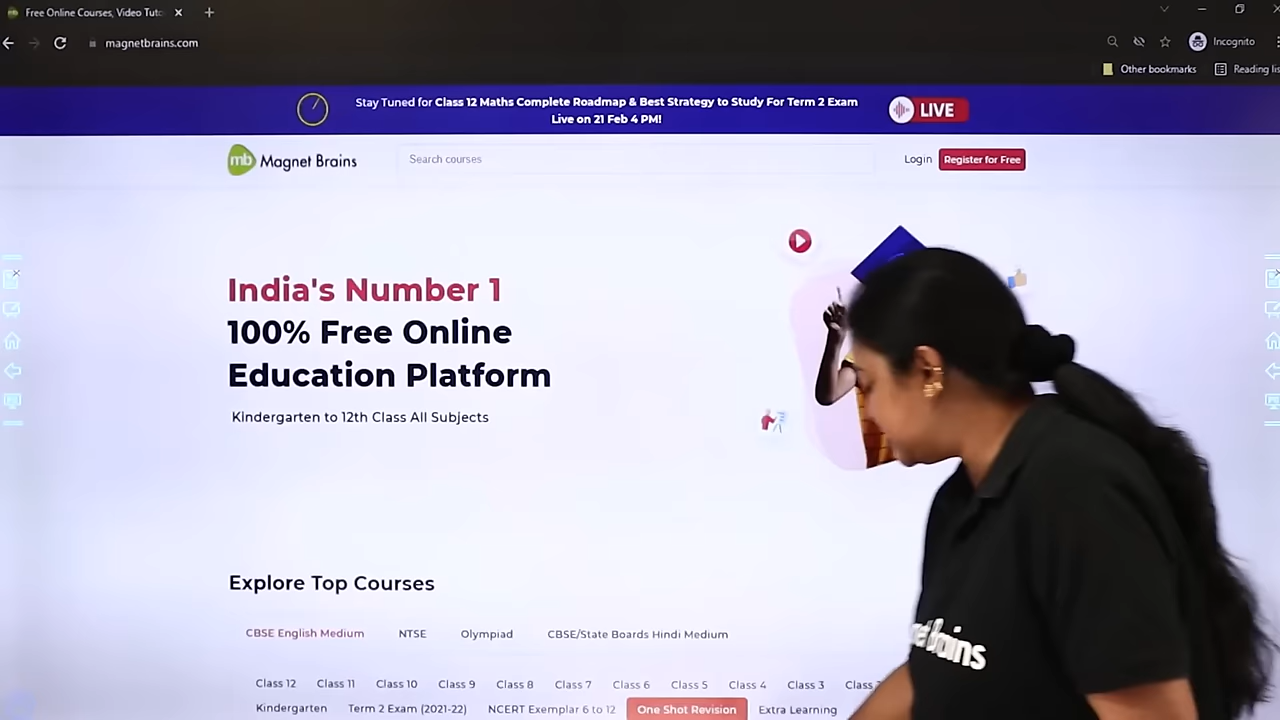 Free Online Courses, Video Tuto
magnetbrains.com
Incognito
Other bookmarks
Reading lis
Stay Tuned for Class 12 Maths Complete Roadmap & Best Strategy to Study For Term 2 Exam
Live on 21 Feb 4 PM!
LIVE
mb Magnet Brains
Search courses
Login
Register for Free
India's Number 1
100% Free Online
Education Platform
Kindergarten to 12th Class All Subjects
Explore Top Courses
CBSE English Medium NTSE Olympiad CBSE/State Boards Hindi Medium
Class 12 Class 11 Class 10 Class 9 Class 8 Class 7 Class 6 Class 5 Class 4 Class 3 Class
Kindergarten Term 2 Exam (2021-22) NCERT Exemplar 6 to 12 One Shot Revision Extra Learning
net Brains